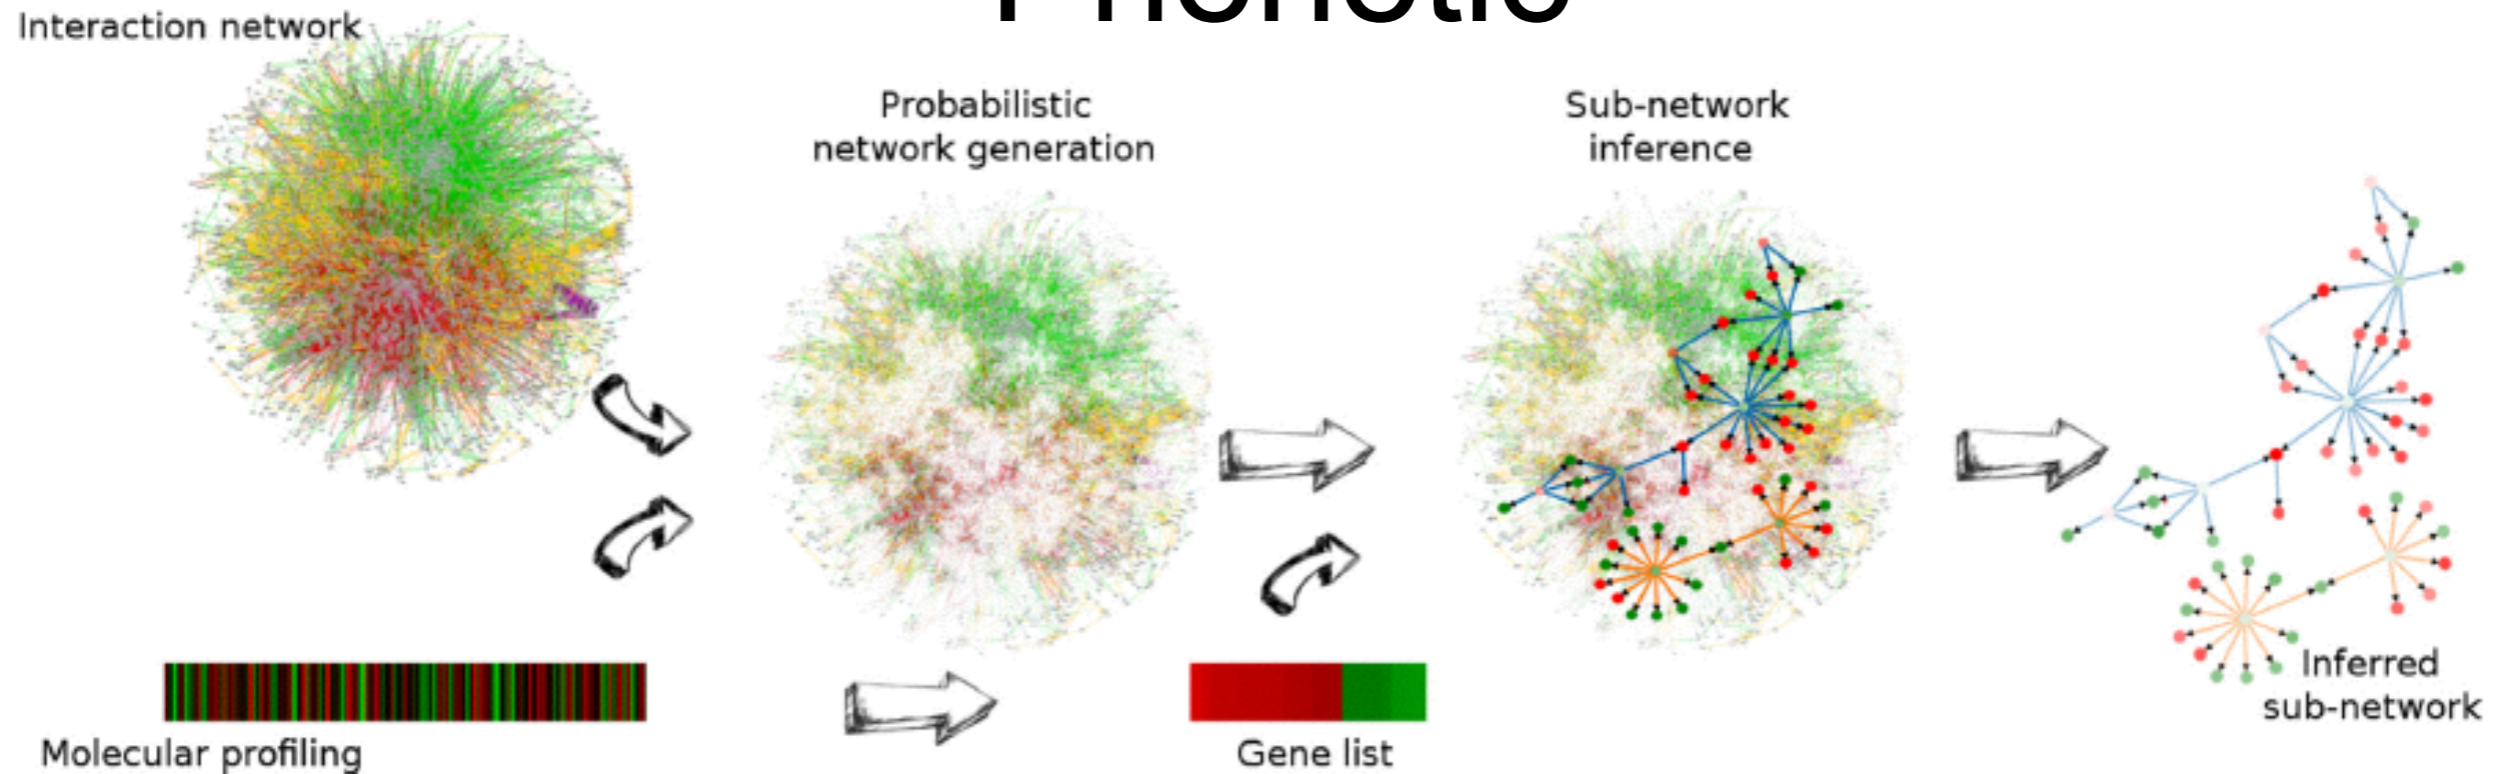 Interaction network
Probabilistic
network generation
Sub-network
inference
Inferred
sub-network
Molecular profiling
Gene list